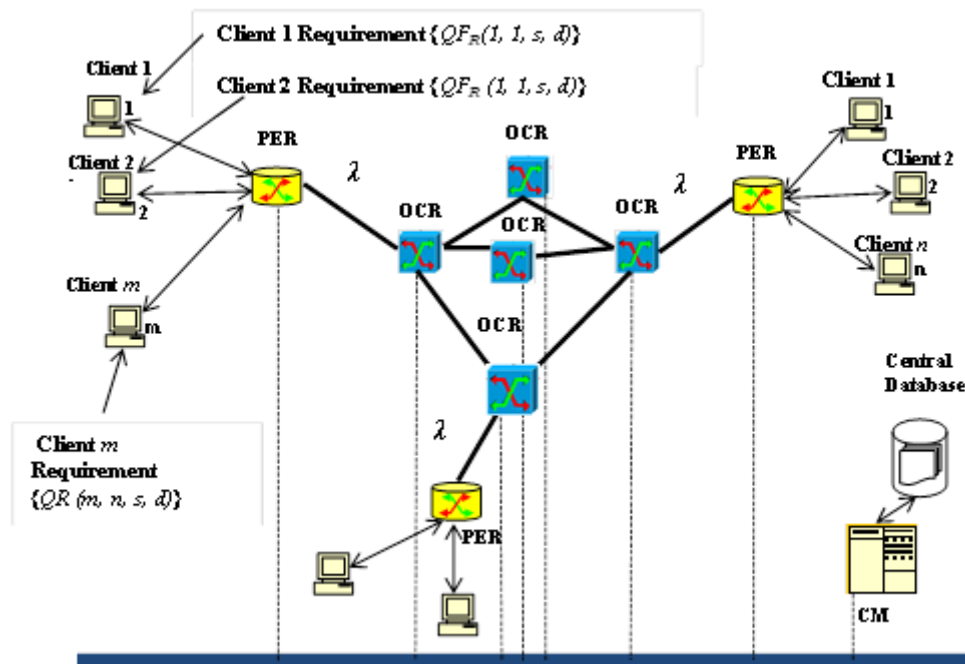 Client 1 Requirement {QF_R(1, 1, s, d)}
Client 2 Requirement {QF_R (1, 1, s, d)}
Client 1
1
Client 2
2
Client m
m
Client m
Requirement
{QR (m, n, s, d)}
PER
λ
OCR
OCR
OCR
OCR
OCR
λ
PER
λ
PER
Client 1
1
Client 2
2
Client n
n
Central
Database
CM